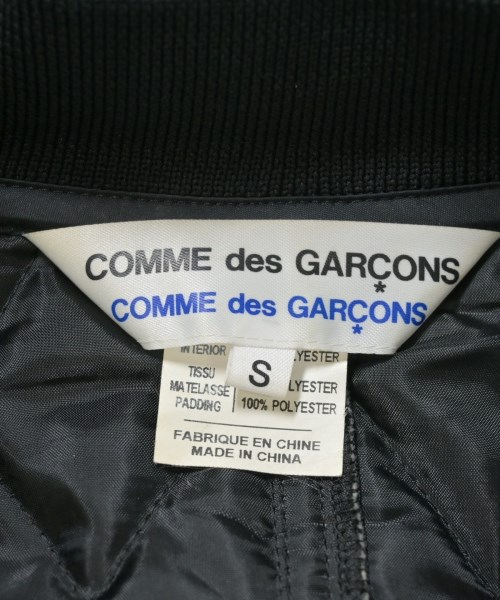 COMME des GARÇONS
*
COMME des GARÇONS
*
INTERIOR
S
TISSU
MATELASSE
PADDING 100% POLYESTER
FABRIQUE EN CHINE
MADE IN CHINA